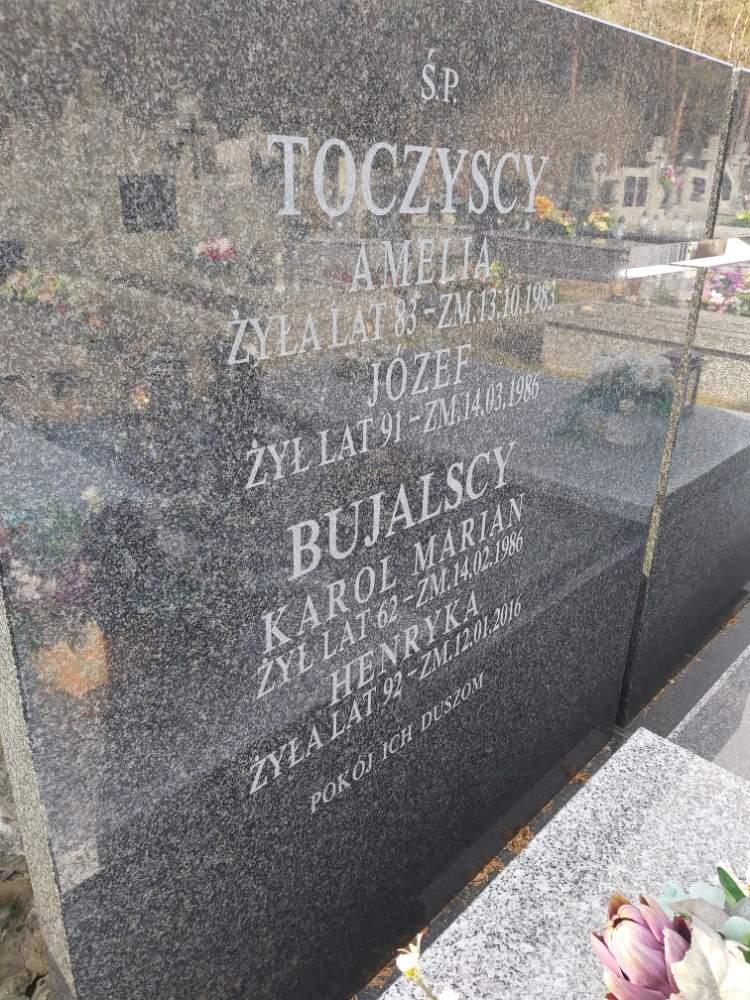 Ś.P.
TOCZYSCY
AMELIA
ŻYŁA LAT 83 - ZM. 13.10.1983
JÓZEF
ŻYŁ LAT 91 - ZM. 14.03.1986
BUJALSCY
KAROL MARIAN
ŻYŁ LAT 62 - ZM. 14.02.1986
HENRYKA
ŻYŁA LAT 92 - ZM. 12.01.2016
POKÓJ ICH DUSZOM